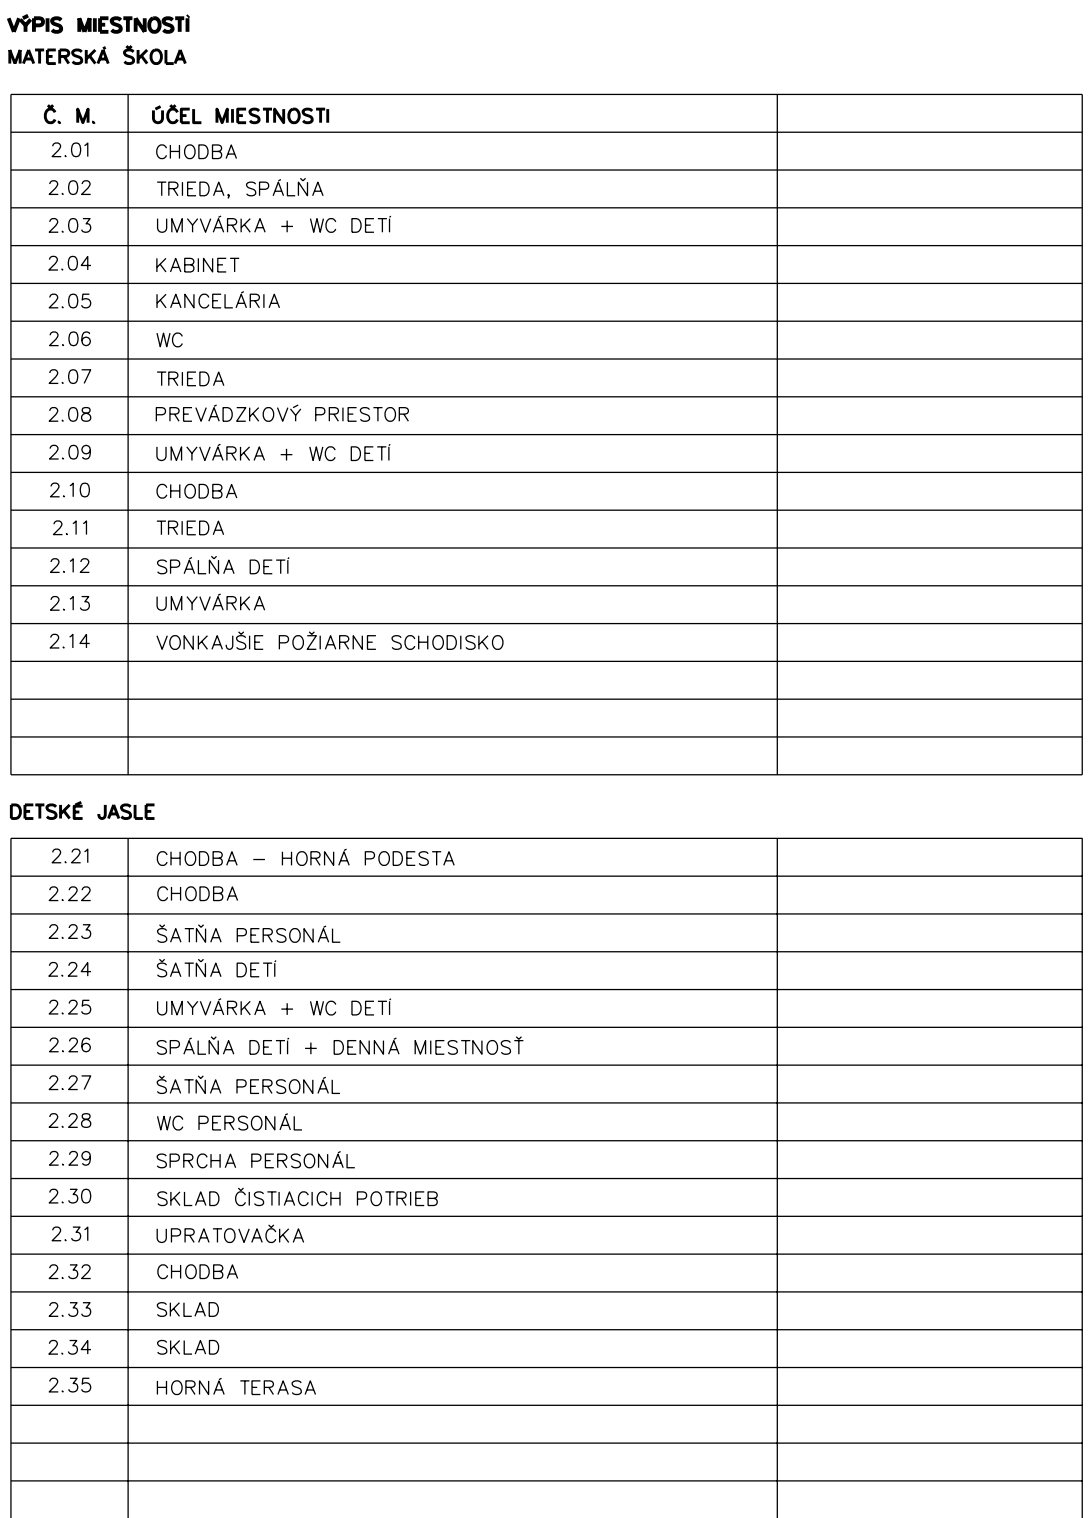 VÝPIS MIESTNOSTÍ
MATERSKÁ ŠKOLA
Č. M. ÚČEL MIESTNOSTI
2.01 CHODBA
2.02 TRIEDA, SPÁLŇA
2.03 UMYVÁRKA + WC DETÍ
2.04 KABINET
2.05 KANCELÁRIA
2.06 WC
2.07 TRIEDA
2.08 PREVÁDZKOVÝ PRIESTOR
2.09 UMYVÁRKA + WC DETÍ
2.10 CHODBA
2.11 TRIEDA
2.12 SPÁLŇA DETÍ
2.13 UMYVÁRKA
2.14 VONKAJŠIE POŽIARNE SCHODISKO
DETSKÉ JASLE
2.21 CHODBA – HORNÁ PODESTA
2.22 CHODBA
2.23 ŠATŇA PERSONÁL
2.24 ŠATŇA DETÍ
2.25 UMYVÁRKA + WC DETÍ
2.26 SPÁLŇA DETÍ + DENNÁ MIESTNOSŤ
2.27 ŠATŇA PERSONÁL
2.28 WC PERSONÁL
2.29 SPRCHA PERSONÁL
2.30 SKLAD ČISTIACICH POTRIEB
2.31 UPRATOVAČKA
2.32 CHODBA
2.33 SKLAD
2.34 SKLAD
2.35 HORNÁ TERASA